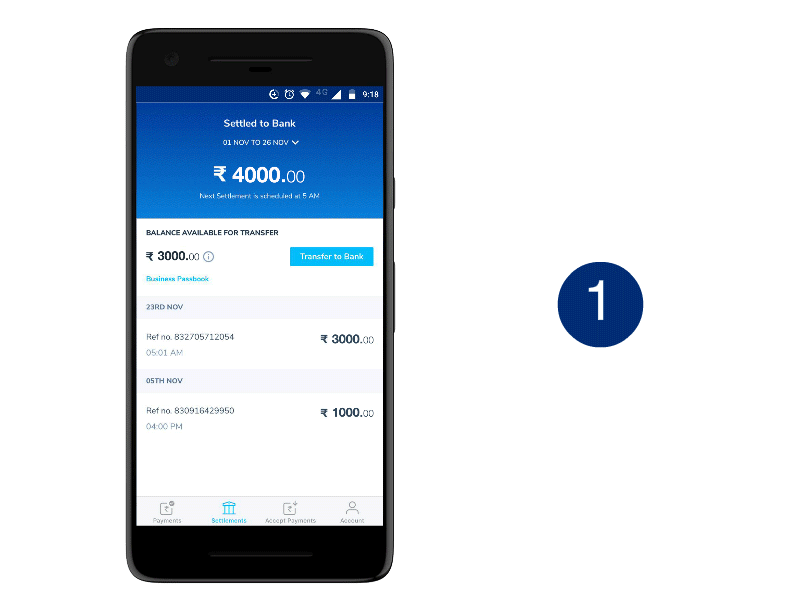 4G 9:18
Settled to Bank
01 NOV TO 26 NOV
₹ 4000.00
Next Settlement is scheduled at 5 AM
BALANCE AVAILABLE FOR TRANSFER
₹ 3000.00
Transfer to Bank
Business Passbook
23RD NOV
Ref no. 832705712054 ₹ 3000.00
05:01 AM
05TH NOV
Ref no. 830916429950 ₹ 1000.00
04:00 PM
Payments Settlements Accept Payments Account
1